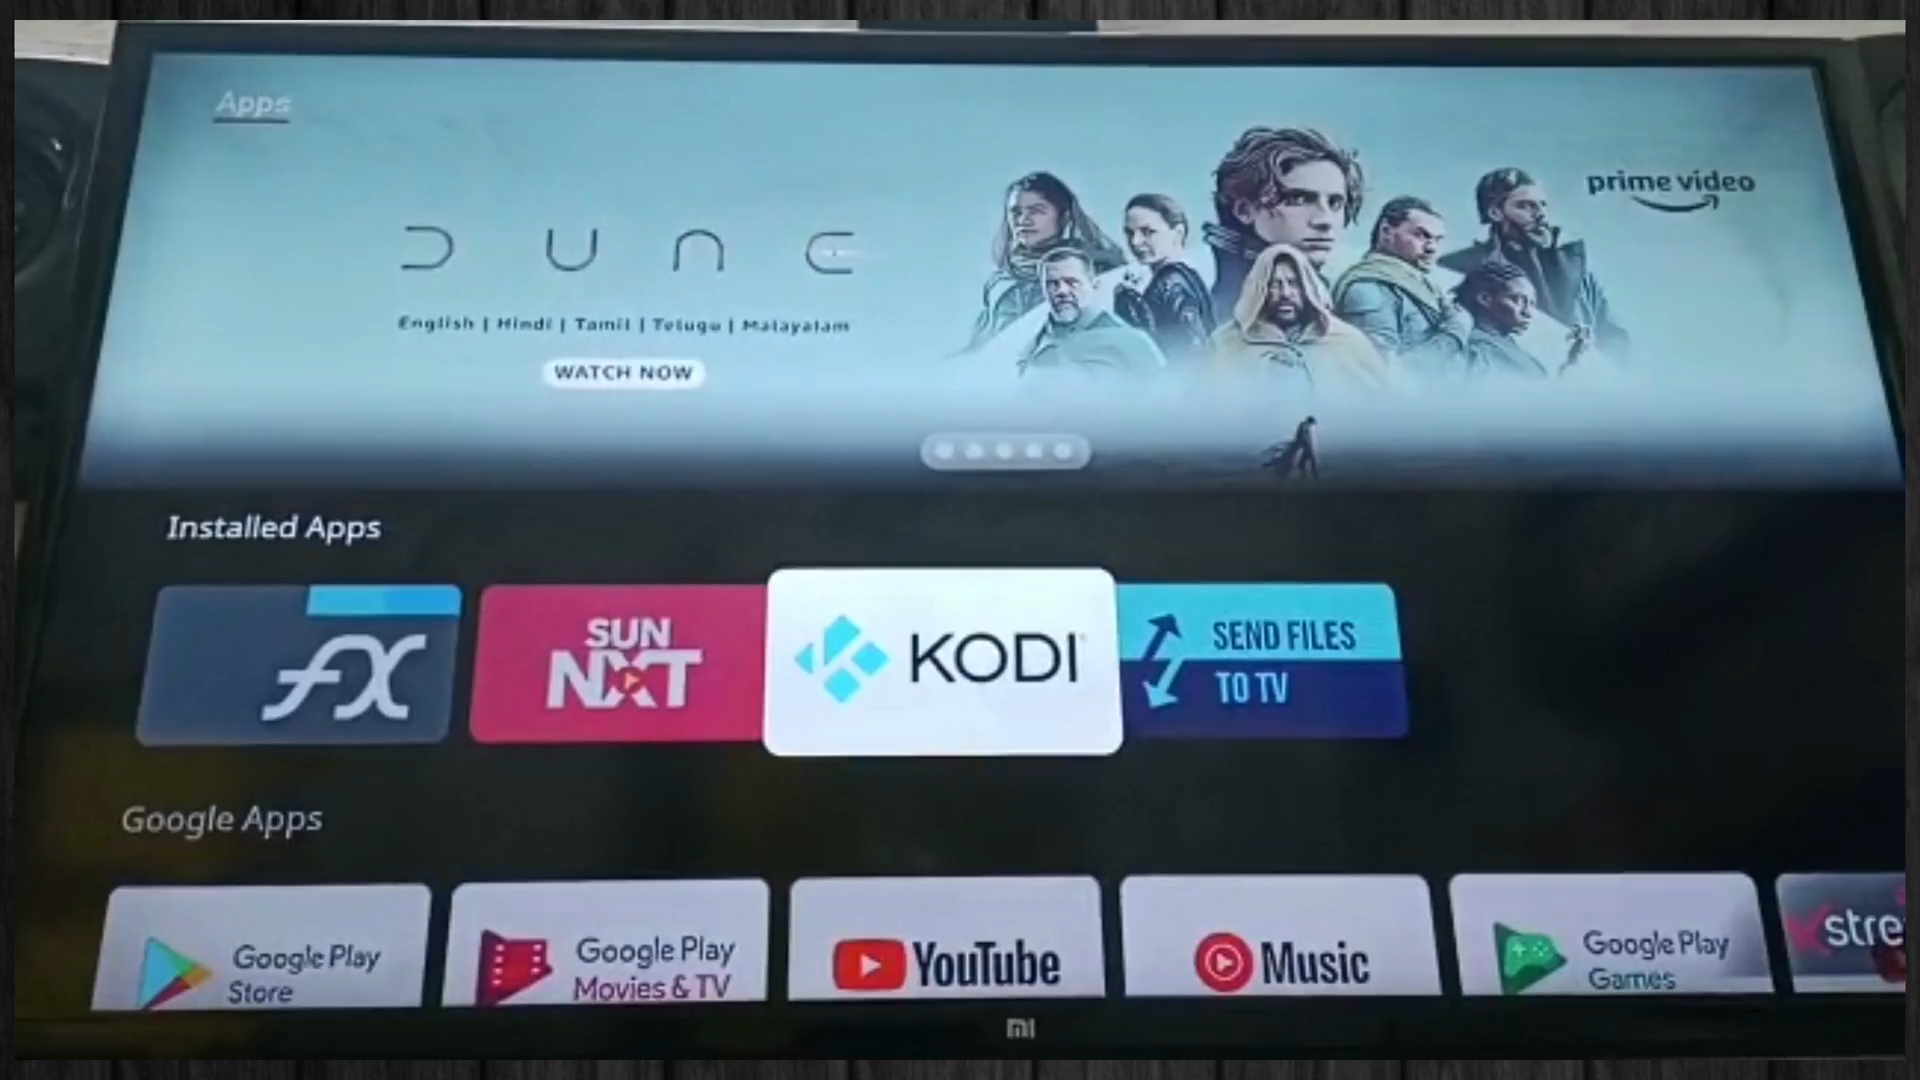 Apps
prime video
DUNE
English | Hindi | Tamil | Telugu | Malayalam
WATCH NOW
Installed Apps
fx
SUN
NXT
KODI
SEND FILES
TO TV
Google Apps
Google Play
Store
Google Play
Movies & TV
YouTube
Music
Google Play
Games
xstre
mi